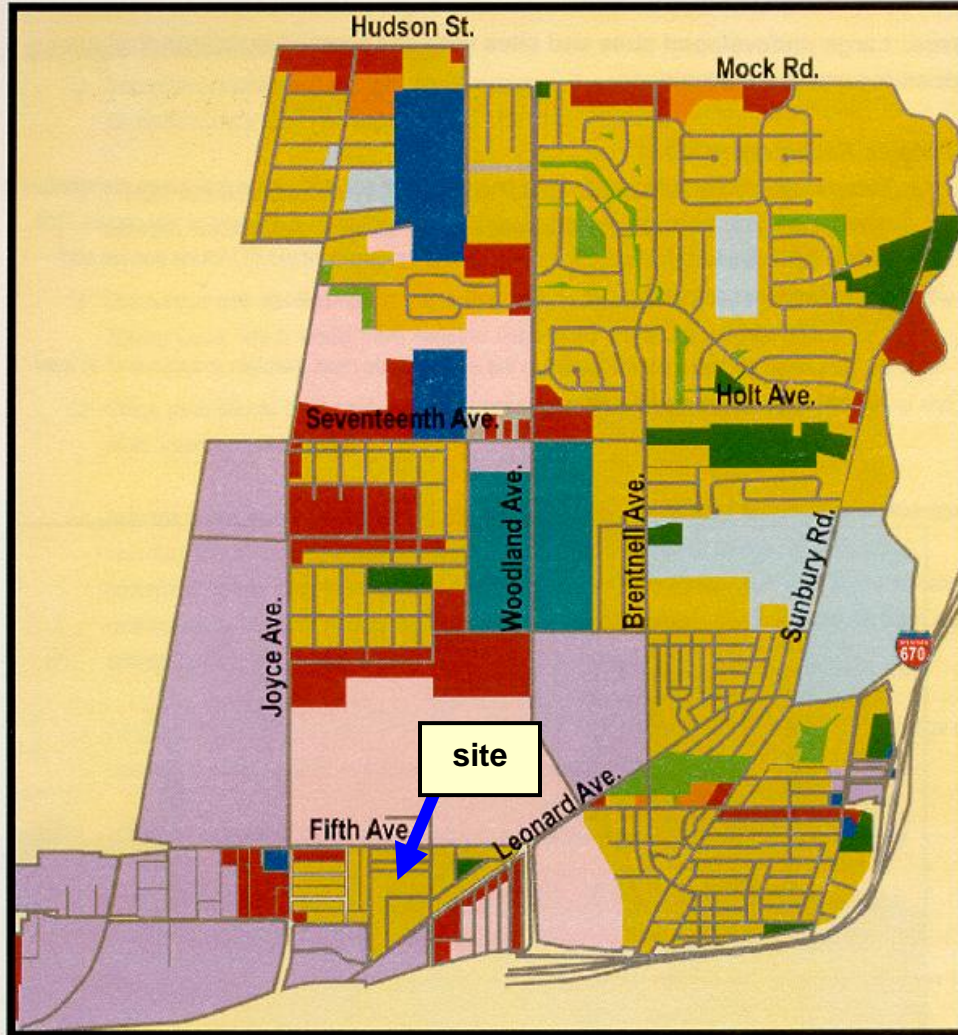 Hudson St.
Mock Rd.
Holt Ave.
Seventeenth Ave.
Woodland Ave.
Brentnell Ave.
Sunbury Rd.
Joyce Ave.
670
site
Leonard Ave.
Fifth Ave